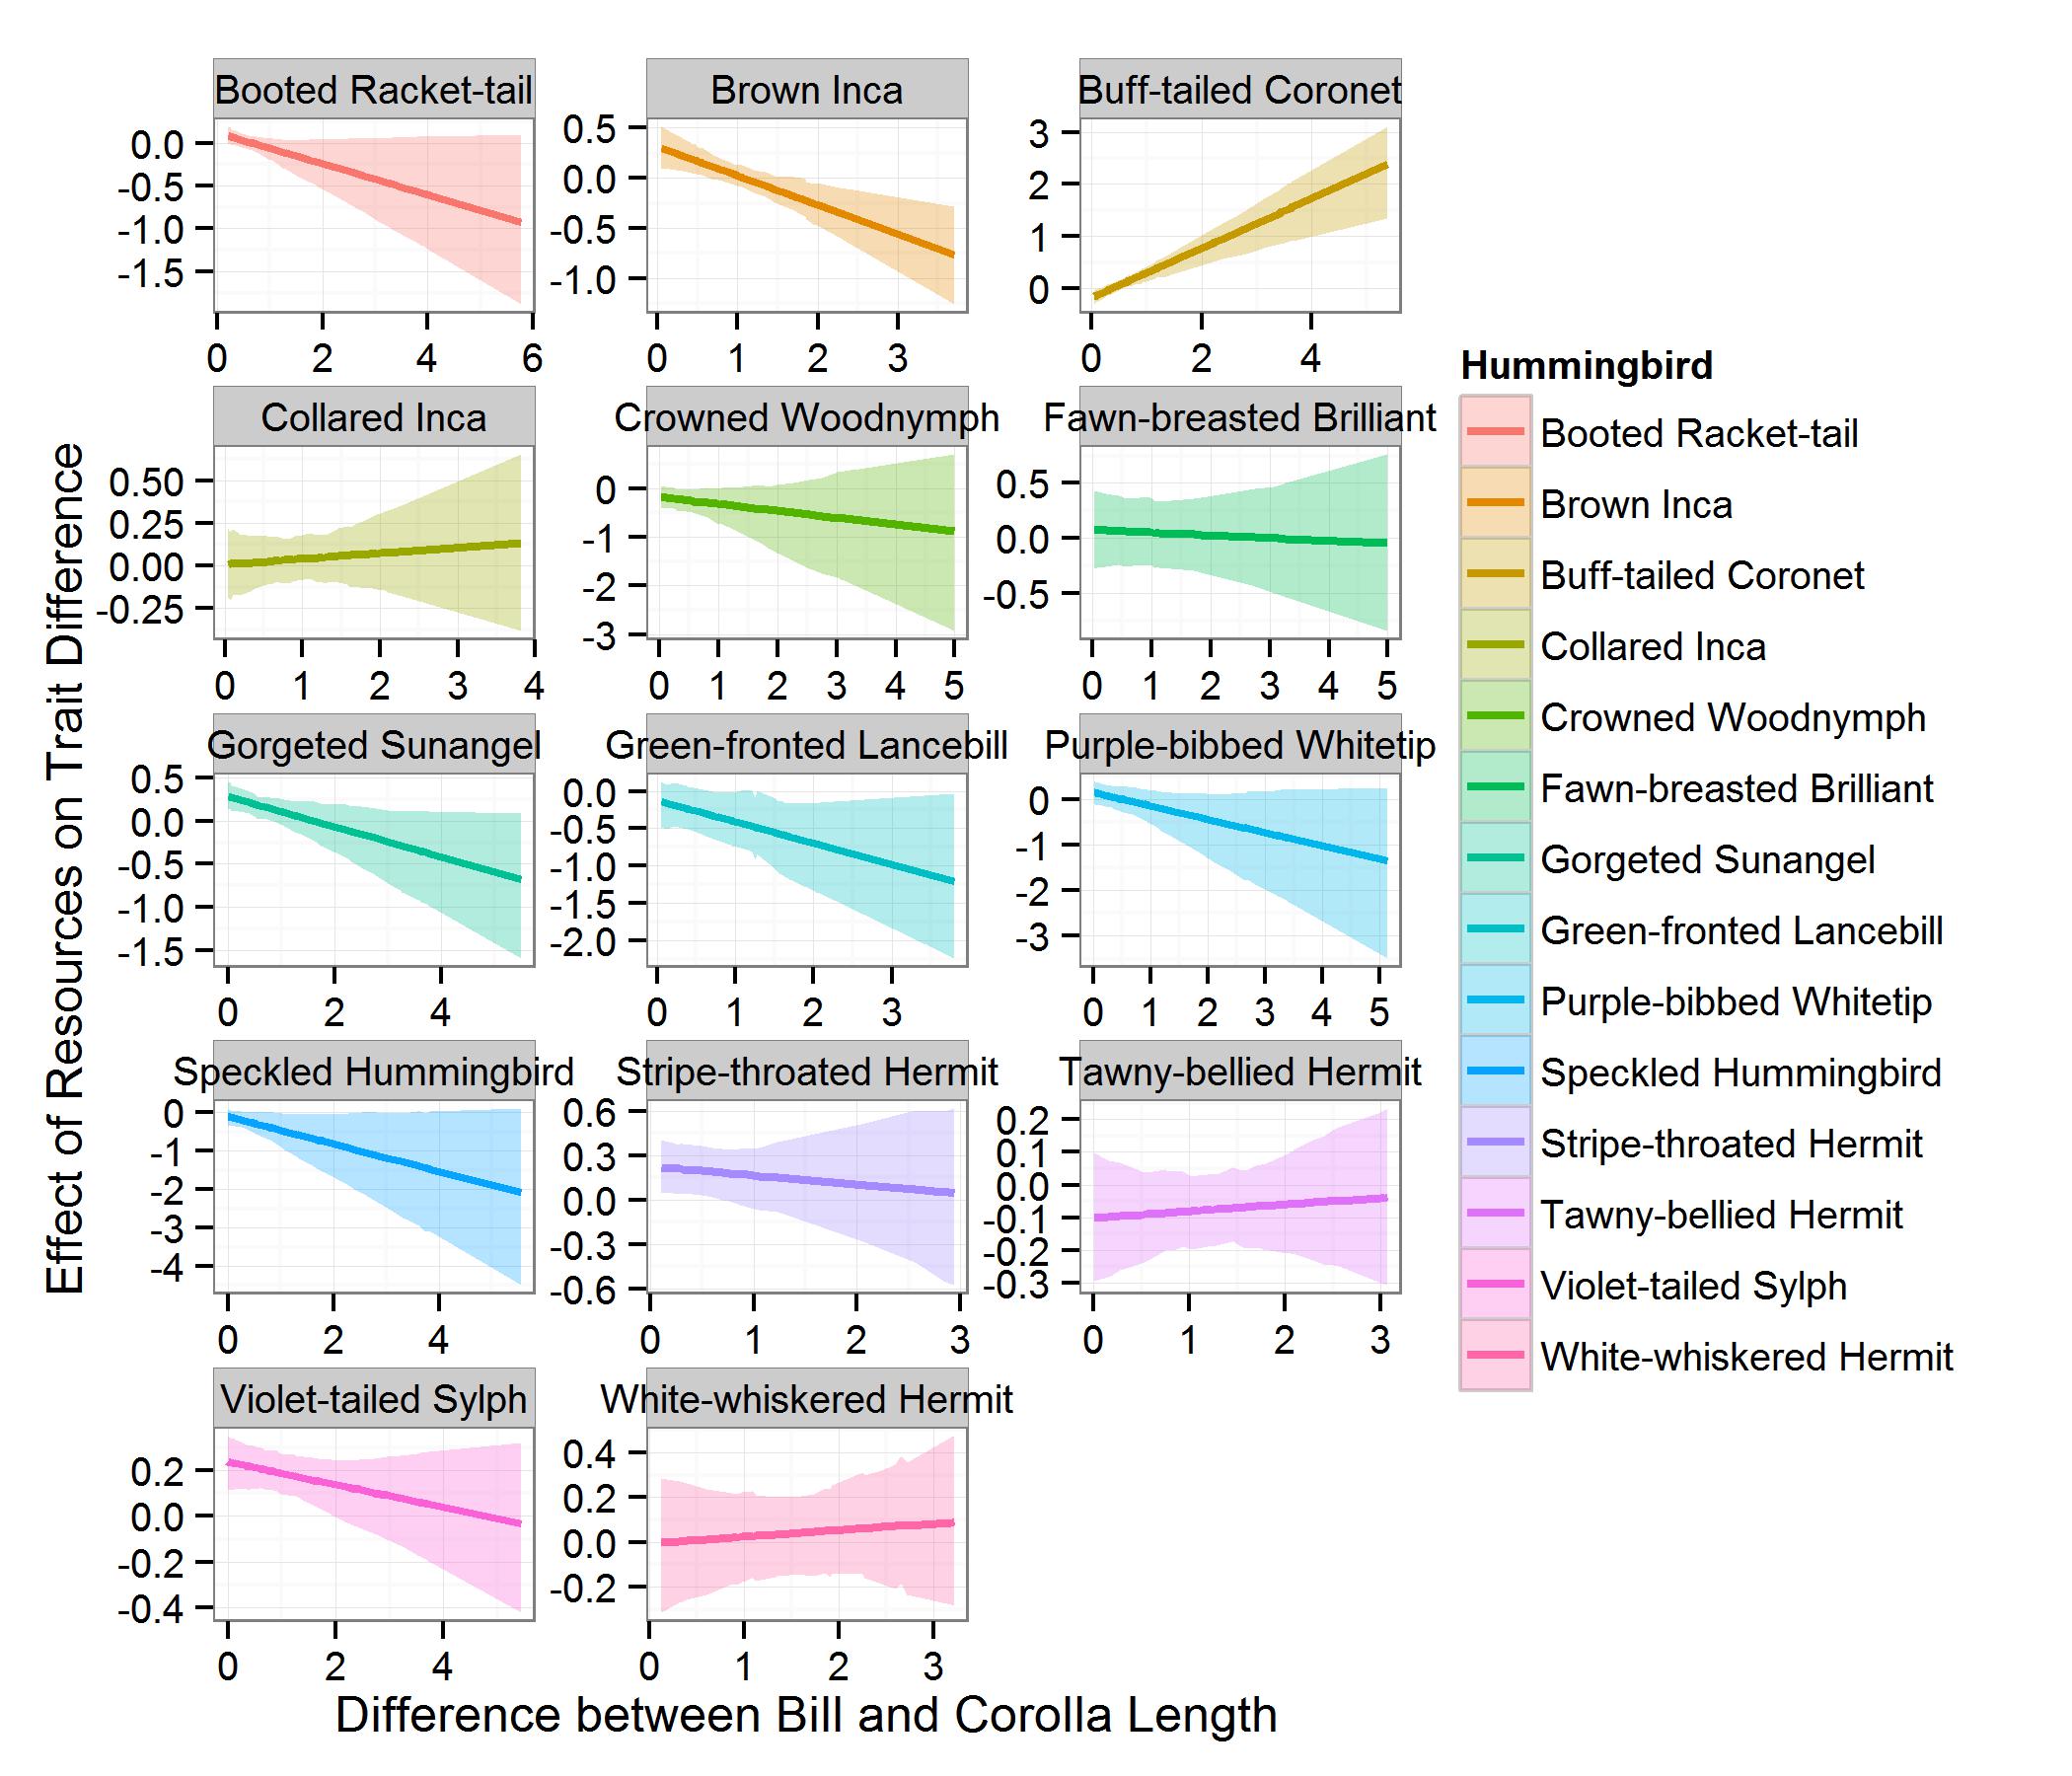 Booted Racket-tail
Brown Inca
Buff-tailed Coronet
0.0
-0.5
-1.0
-1.5
0 2 4 6
0.5
0.0
-0.5
-1.0
0 1 2 3
3
2
1
0
0 2 4
Collared Inca
Crowned Woodnymph
Fawn-breasted Brilliant
0.50
0.25
0.00
-0.25
0 1 2 3 4
0
-1
-2
-3
0 1 2 3 4 5
0.5
0.0
-0.5
0 1 2 3 4 5
Gorgeted Sunangel
Green-fronted Lancebill
Purple-bibbed Whitetip
0.5
0.0
-0.5
-1.0
-1.5
0 2 4
0.0
-0.5
-1.0
-1.5
-2.0
0 1 2 3
0
-1
-2
-3
0 1 2 3 4 5
Speckled Hummingbird
Stripe-throated Hermit
Tawny-bellied Hermit
0
-1
-2
-3
-4
0 2 4
0.6
0.3
0.0
-0.3
-0.6
0 1 2 3
0.2
0.1
0.0
-0.1
-0.2
-0.3
0 1 2 3
Violet-tailed Sylph
White-whiskered Hermit
0.2
0.0
-0.2
-0.4
0 2 4
0.4
0.2
0.0
-0.2
0 1 2 3
Effect of Resources on Trait Difference
Difference between Bill and Corolla Length
Hummingbird
Booted Racket-tail
Brown Inca
Buff-tailed Coronet
Collared Inca
Crowned Woodnymph
Fawn-breasted Brilliant
Gorgeted Sunangel
Green-fronted Lancebill
Purple-bibbed Whitetip
Speckled Hummingbird
Stripe-throated Hermit
Tawny-bellied Hermit
Violet-tailed Sylph
White-whiskered Hermit